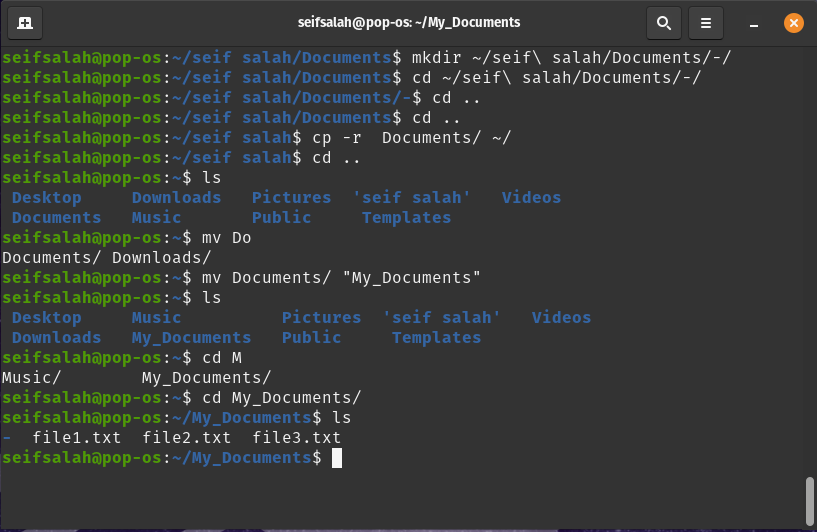 seifsalah@pop-os: ~/My_Documents
seifsalah@pop-os:~/seif salah/Documents$ mkdir ~/seif\ salah/Documents/-/
seifsalah@pop-os:~/seif salah/Documents$ cd ~/seif\ salah/Documents/-/
seifsalah@pop-os:~/seif salah/Documents/-$ cd ..
seifsalah@pop-os:~/seif salah/Documents$ cd ..
seifsalah@pop-os:~/seif salah$ cp -r  Documents/ ~/
seifsalah@pop-os:~/seif salah$ cd ..
seifsalah@pop-os:~$ ls
 Desktop     Downloads   Pictures  'seif salah'   Videos
 Documents   Music       Public     Templates
seifsalah@pop-os:~$ mv Do
Documents/ Downloads/
seifsalah@pop-os:~$ mv Documents/ "My_Documents"
seifsalah@pop-os:~$ ls
 Desktop     Music          Pictures  'seif salah'   Videos
 Downloads   My_Documents   Public     Templates
seifsalah@pop-os:~$ cd M
Music/        My_Documents/
seifsalah@pop-os:~$ cd My_Documents/
seifsalah@pop-os:~/My_Documents$ ls
-  file1.txt  file2.txt  file3.txt
seifsalah@pop-os:~/My_Documents$